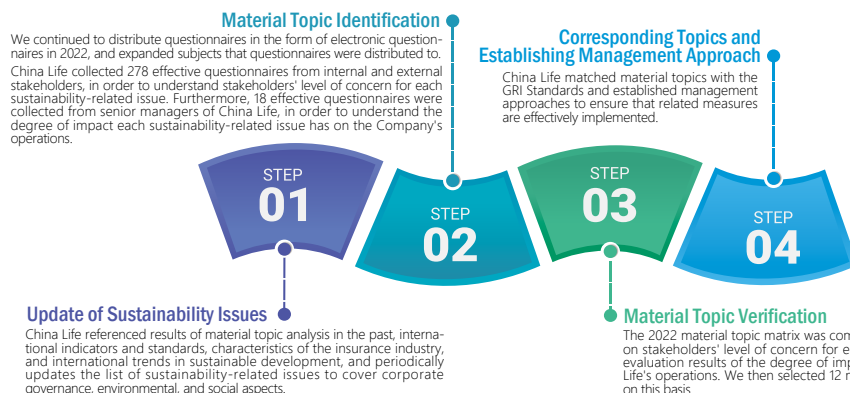 Material Topic Identification
We continued to distribute questionnaires in the form of electronic question-
naires in 2022, and expanded subjects that questionnaires were distributed to.
China Life collected 278 effective questionnaires from internal and external
stakeholders, in order to understand stakeholders' level of concern for each
sustainability-related issue. Furthermore, 18 effective questionnaires were
collected from senior managers of China Life, in order to understand the
degree of impact each sustainability-related issue has on the Company's
operations.
Corresponding Topics and
Establishing Management Approach
China Life matched material topics with the
GRI Standards and established management
approaches to ensure that related measures
are effectively implemented.
STEP
01
STEP
02
STEP
03
STEP
04
Update of Sustainability Issues
China Life referenced results of material topic analysis in the past, interna-
tional indicators and standards, characteristics of the insurance industry,
and international trends in sustainable development, and periodically
updates the list of sustainability-related issues to cover corporate
governance, environmental, and social aspects.
Material Topic Verification
The 2022 material topic matrix was
on stakeholders' level of concern for
evaluation results of the degree of
Life's operations. We then selected 12
on this basis.